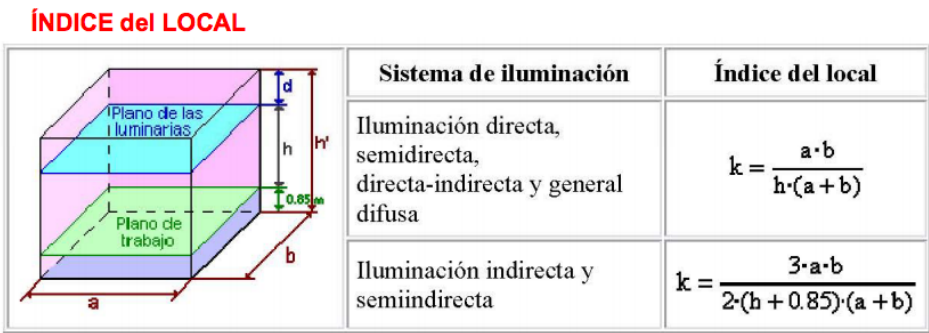 ÍNDICE del LOCAL
d
Plano de las
luminarias
h
h'
0.85 m
Plano de
trabajo
b
a
Sistema de iluminación
Índice del local
Iluminación directa,
semidirecta,
directa-indirecta y general
difusa
k = a·b / h·(a + b)
Iluminación indirecta y
semiindirecta
k = 3·a·b / 2·(h + 0.85)·(a + b)